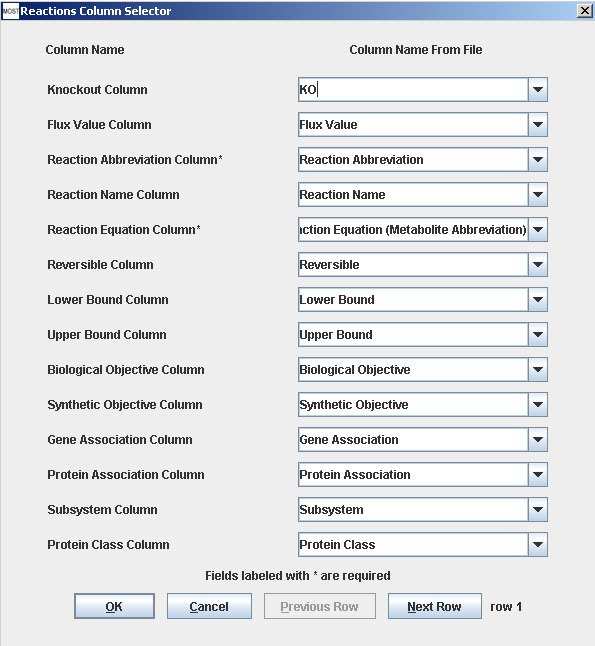 MOST Reactions Column Selector
Column Name Column Name From File
Knockout Column KO
Flux Value Column Flux Value
Reaction Abbreviation Column* Reaction Abbreviation
Reaction Name Column Reaction Name
Reaction Equation Column* ction Equation (Metabolite Abbreviation)
Reversible Column Reversible
Lower Bound Column Lower Bound
Upper Bound Column Upper Bound
Biological Objective Column Biological Objective
Synthetic Objective Column Synthetic Objective
Gene Association Column Gene Association
Protein Association Column Protein Association
Subsystem Column Subsystem
Protein Class Column Protein Class
Fields labeled with * are required
OK Cancel Previous Row Next Row row 1